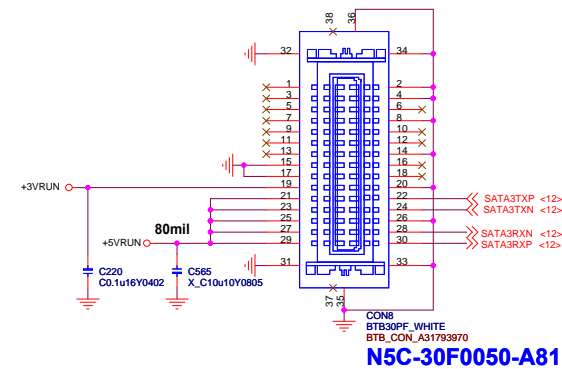 38
36
32
34
1 2
3 4
5 6
7 8
9 10
11 12
13 14
15 16
17 18
+3VRUN 19 20
21 22 SATA3TXP <12>
23 24 SATA3TXN <12>
80mil
25 26
27 28 SATA3RXN <12>
+5VRUN 29 30 SATA3RXP <12>
31 33
C220
C0.1u16Y0402
C565
X_C10u10Y0805
37
35
CON8
BTB30PF_WHITE
BTB_CON_A31793970
N5C-30F0050-A81